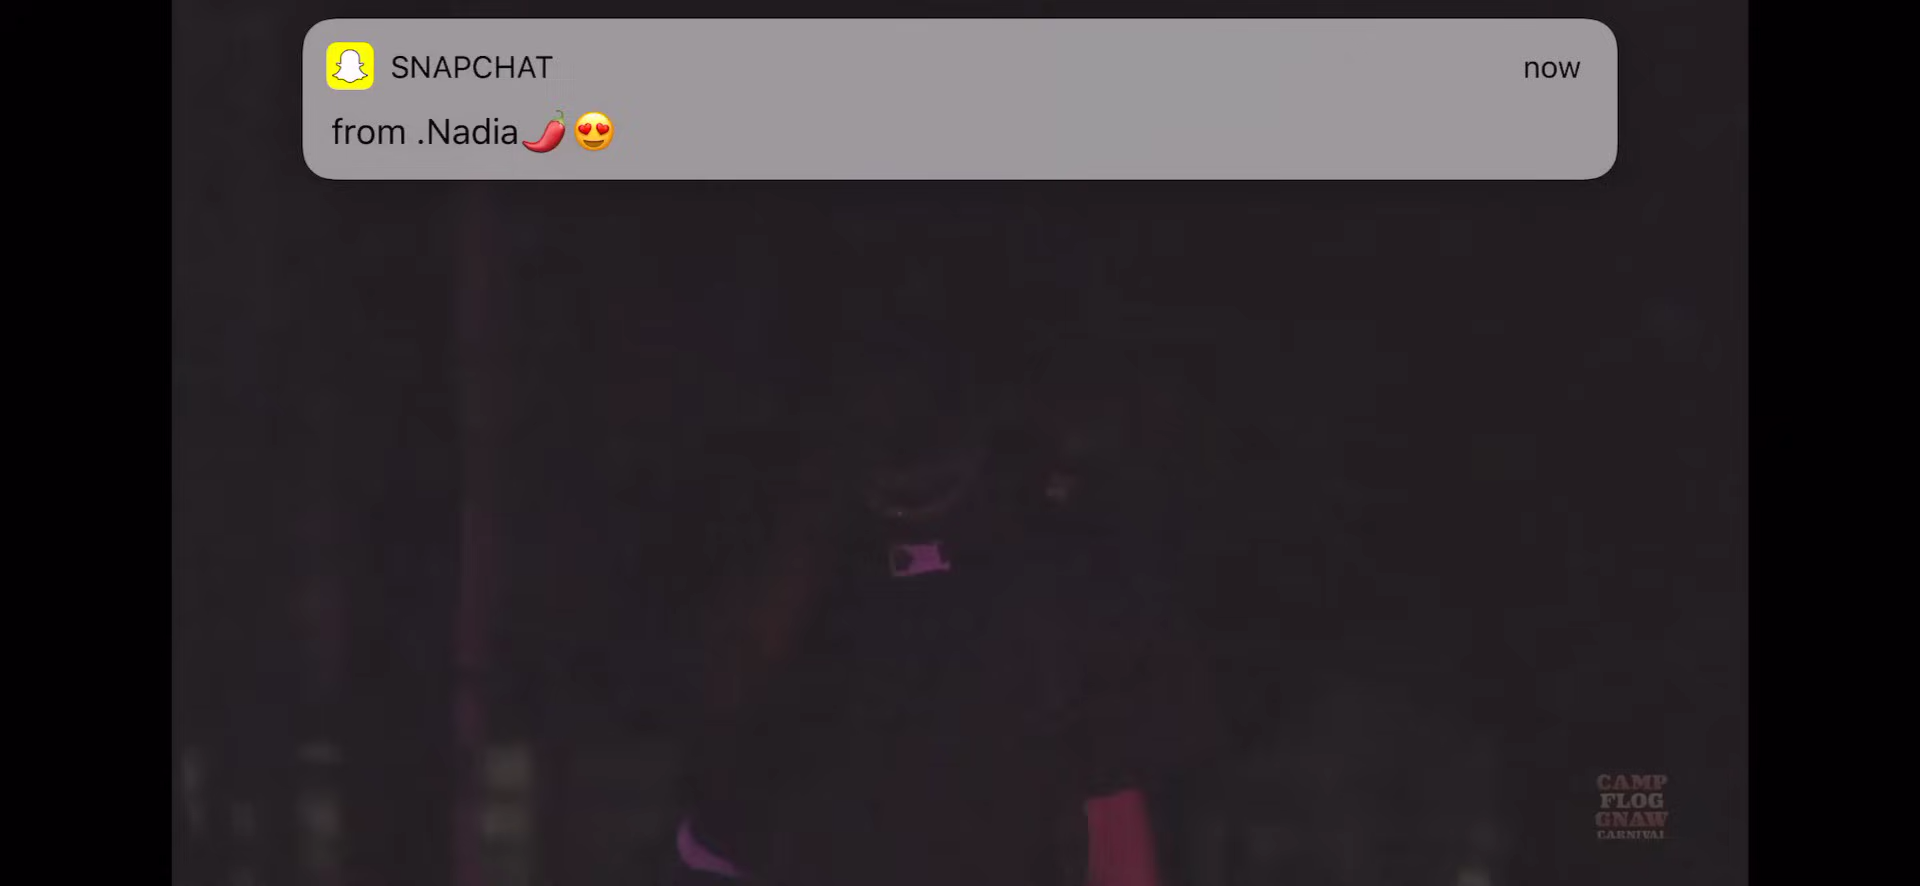 SNAPCHAT
now
from .Nadia🌶️😍
CAMP
FLOG
GNAW
CARNIVAL